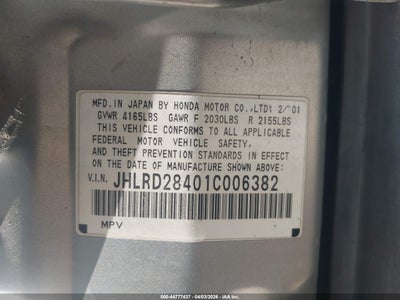 MFD.IN JAPAN BY HONDA MOTOR CO.,LTD
GVWR 4165LBS GAWR F 2030LBS R 2155LBS
THIS VEHICLE CONFORMS TO ALL APPLICABLE
FEDERAL MOTOR VEHICLE SAFETY,
AND THEFT PREVENTION STANDARDS IN EFFECT
ON THE DATE OF MANUFACTURE SHOWN ABOVE:
V.I.N. JHLRD28401C006382
MPV
000-44777437 - 04/03/2026 - IAA Inc.